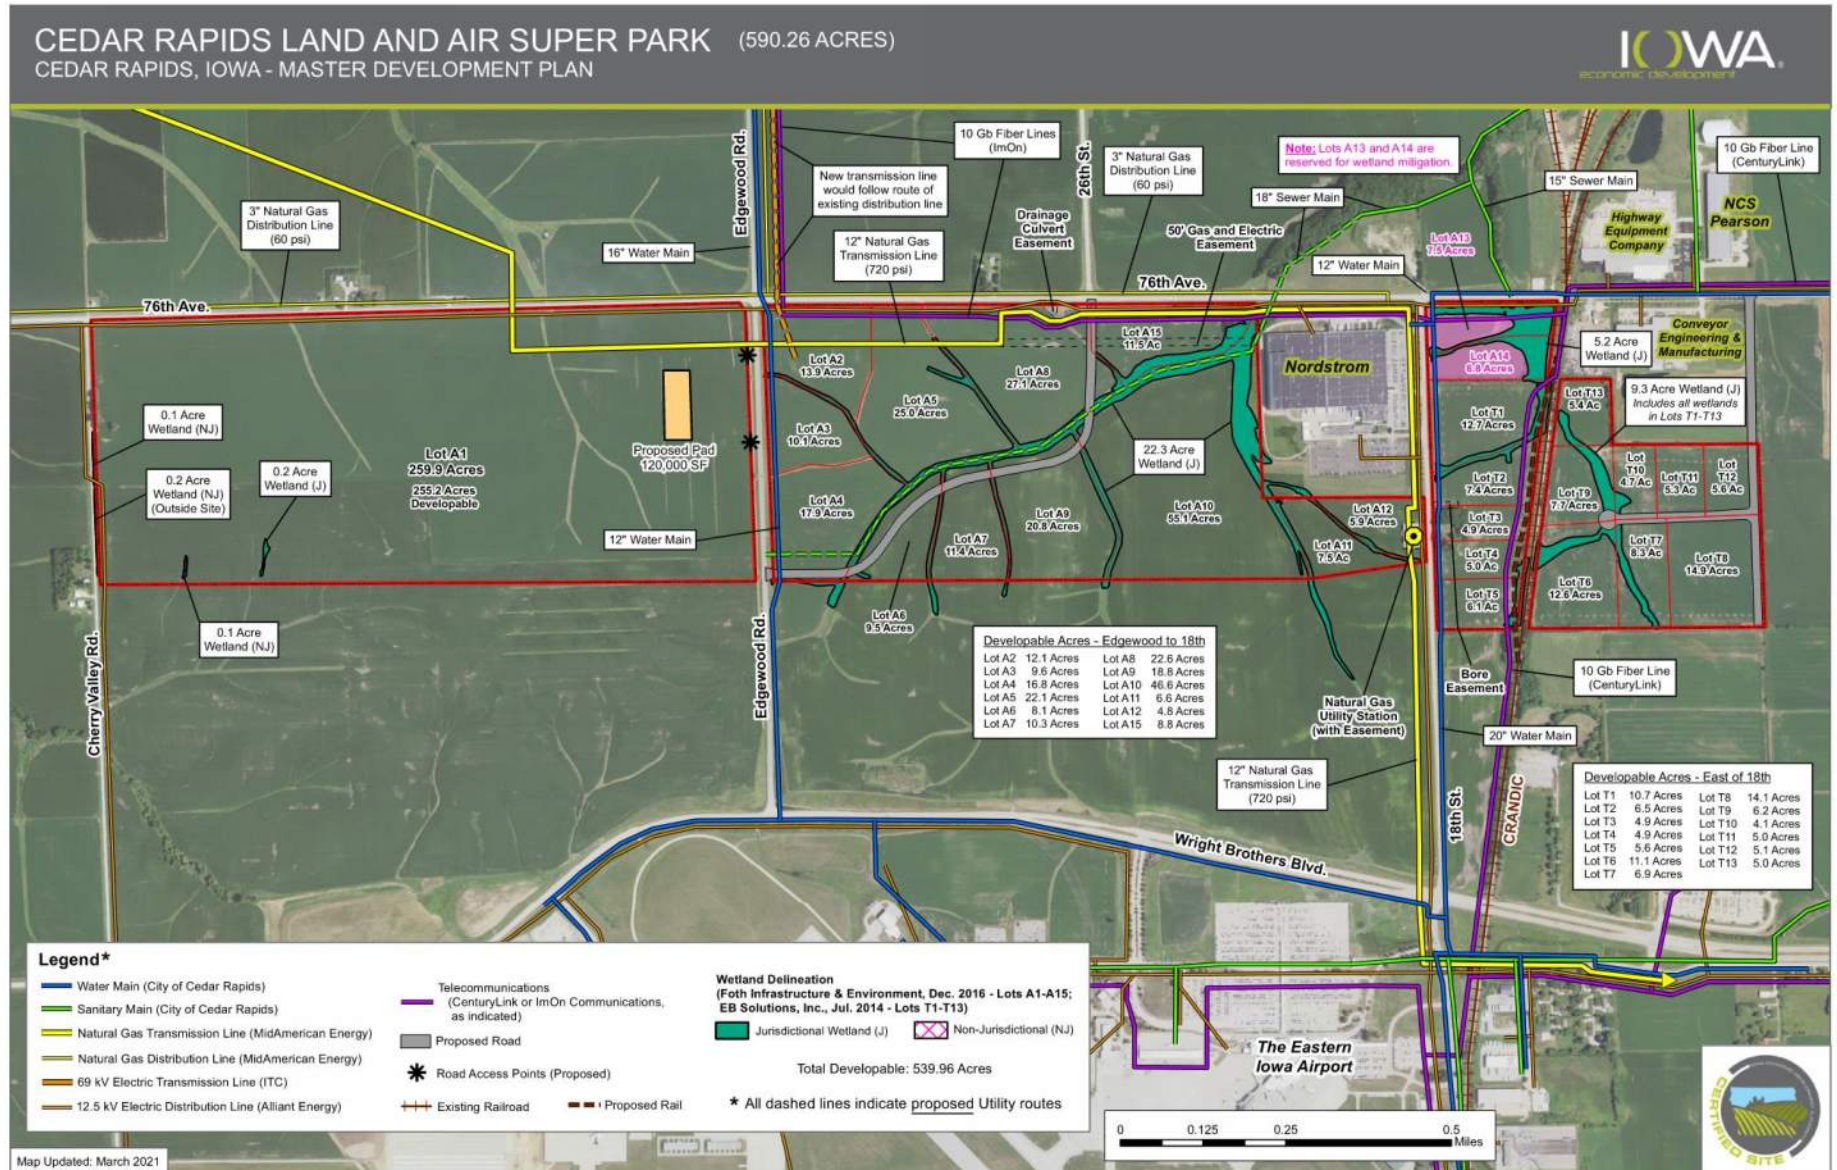 CEDAR RAPIDS LAND AND AIR SUPER PARK (590.26 ACRES)
CEDAR RAPIDS, IOWA - MASTER DEVELOPMENT PLAN
IOWA
economic development
Edgewood Rd.
10 Gb Fiber Lines
(ImOn)
26th St.
3" Natural Gas
Distribution Line
(60 psi)
Note: Lots A13 and A14 are
reserved for wetland mitigation.
10 Gb Fiber Line
(CenturyLink)
New transmission line
would follow route of
existing distribution line
18" Sewer Main
15" Sewer Main
NCS
Pearson
Highway
Equipment
Company
3" Natural Gas
Distribution Line
(60 psi)
16" Water Main
12" Natural Gas
Transmission Line
(720 psi)
Drainage
Culvert
Easement
50' Gas and Electric
Easement
12" Water Main
Lot A13
7.5 Acres
76th Ave.
76th Ave.
Conveyor
Engineering &
Manufacturing
Lot A15
11.5 Ac
5.2 Acre
Wetland (J)
Lot A14
6.8 Acres
Lot A2
13.9 Acres
Lot A8
27.1 Acres
Nordstrom
Lot A5
25.0 Acres
Lot T13
5.4 Ac
9.3 Acre Wetland (J)
Includes all wetlands
in Lots T1-T13
0.1 Acre
Wetland (NJ)
Lot A3
10.1 Acres
Lot T1
12.7 Acres
Lot A1
259.9 Acres
255.2 Acres
Developable
Proposed Pad
120,000 SF
22.3 Acre
Wetland (J)
0.2 Acre
Wetland (NJ)
(Outside Site)
0.2 Acre
Wetland (J)
Lot
T10
4.7 Ac
Lot T11
5.3 Ac
Lot
T12
5.6 Ac
Lot T2
7.4 Acres
Lot T9
7.7 Acres
Lot A4
17.9 Acres
Lot A9
20.8 Acres
Lot A10
55.1 Acres
Lot A12
5.9 Acres
Lot T3
4.9 Acres
12" Water Main
Lot A7
11.4 Acres
Lot A11
7.5 Ac
Lot T4
5.0 Ac
Lot T7
8.3 Ac
Lot T8
14.9 Acres
Lot T6
12.6 Acres
Lot T5
6.1 Ac
Lot A6
9.5 Acres
0.1 Acre
Wetland (NJ)
Cherry Valley Rd.
Edgewood Rd.
Developable Acres - Edgewood to 18th
Lot A2 12.1 Acres Lot A8 22.6 Acres
Lot A3 9.6 Acres Lot A9 18.8 Acres
Lot A4 16.8 Acres Lot A10 46.6 Acres
Lot A5 22.1 Acres Lot A11 6.6 Acres
Lot A6 8.1 Acres Lot A12 4.8 Acres
Lot A7 10.3 Acres Lot A15 8.8 Acres
Natural Gas
Utility Station
(with Easement)
Bore
Easement
10 Gb Fiber Line
(CenturyLink)
20" Water Main
12" Natural Gas
Transmission Line
(720 psi)
18th St.
CRANDIC
Developable Acres - East of 18th
Lot T1 10.7 Acres Lot T8 14.1 Acres
Lot T2 6.5 Acres Lot T9 6.2 Acres
Lot T3 4.9 Acres Lot T10 4.1 Acres
Lot T4 4.9 Acres Lot T11 5.0 Acres
Lot T5 5.6 Acres Lot T12 5.1 Acres
Lot T6 11.1 Acres Lot T13 5.0 Acres
Lot T7 6.9 Acres
Wright Brothers Blvd.
Legend*
Water Main (City of Cedar Rapids)
Sanitary Main (City of Cedar Rapids)
Natural Gas Transmission Line (MidAmerican Energy)
Natural Gas Distribution Line (MidAmerican Energy)
69 kV Electric Transmission Line (ITC)
12.5 kV Electric Distribution Line (Alliant Energy)
Telecommunications
(CenturyLink or ImOn Communications,
as indicated)
Proposed Road
Road Access Points (Proposed)
Existing Railroad Proposed Rail
Wetland Delineation
(Foth Infrastructure & Environment, Dec. 2016 - Lots A1-A15;
EB Solutions, Inc., Jul. 2014 - Lots T1-T13)
Jurisdictional Wetland (J) Non-Jurisdictional (NJ)
Total Developable: 539.96 Acres
* All dashed lines indicate proposed Utility routes
The Eastern
Iowa Airport
0 0.125 0.25 0.5
Miles
CERTIFIED SITE
Map Updated: March 2021